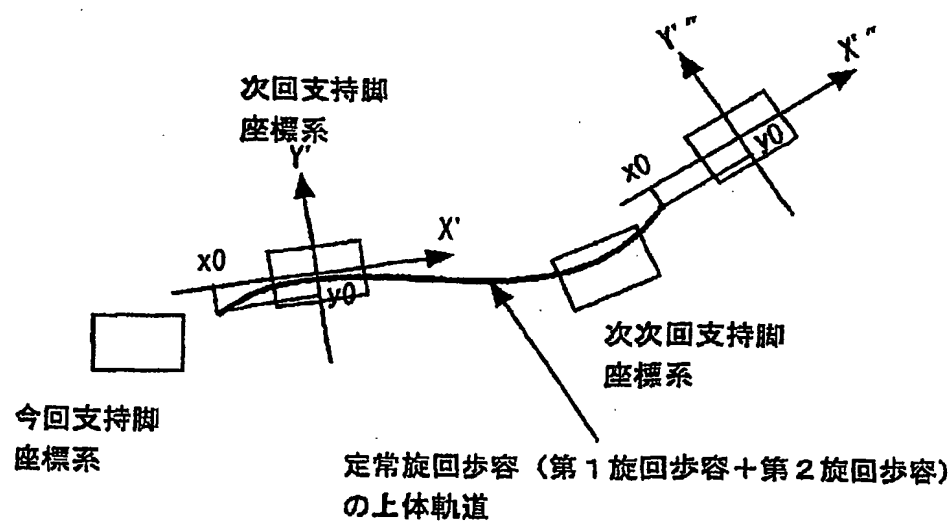 Y'''
X'''
次回支持脚
座標系
Y'
y0
x0
X'
x0
y0
次次回支持脚
座標系
今回支持脚
座標系
定常旋回歩容（第1旋回歩容＋第2旋回歩容）
の上体軌道